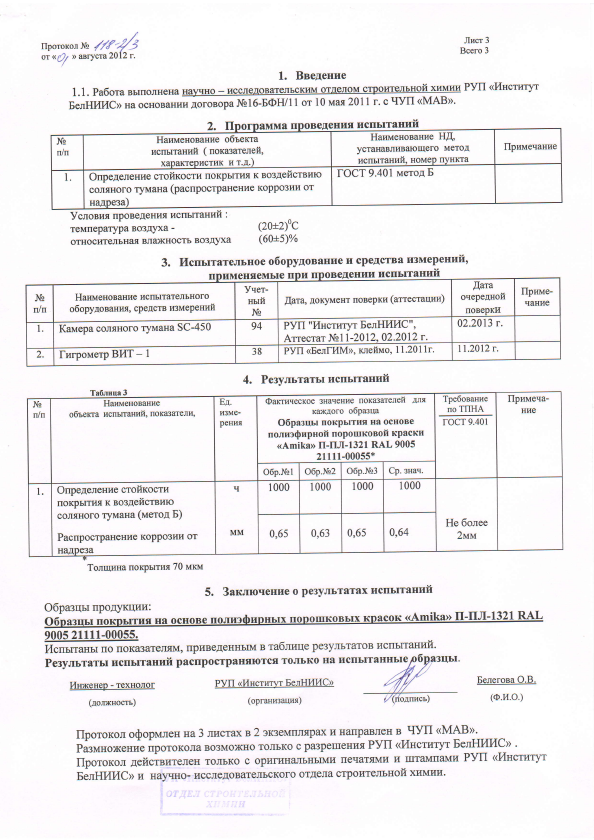 Протокол № 118-2/3
от «01» августа 2012 г.
Лист 3
Всего 3
1. Введение
1.1. Работа выполнена научно – исследовательским отделом строительной химии РУП «Институт
БелНИИС» на основании договора №16-БФН/11 от 10 мая 2011 г. с ЧУП «МАВ».
2. Программа проведения испытаний
№ п/п
Наименование объекта
испытаний ( показателей,
характеристик и т.д.)
Наименование НД,
устанавливающего метод
испытаний, номер пункта
Примечание
1.
Определение стойкости покрытия к воздействию
соляного тумана (распространение коррозии от
надреза)
ГОСТ 9.401 метод Б
Условия проведения испытаний :
температура воздуха - (20±2)⁰С
относительная влажность воздуха (60±5)%
3. Испытательное оборудование и средства измерений,
применяемые при проведении испытаний
№ п/п
Наименование испытательного
оборудования, средств измерений
Учет-
ный
№
Дата, документ поверки (аттестации)
Дата
очередной
поверки
Приме-
чание
1. Камера соляного тумана SC-450 94 РУП "Институт БелНИИС", 02.2013 г.
Аттестат №11-2012, 02.2012 г.
2. Гигрометр ВИТ – 1 38 РУП «БелГИМ», клеймо, 11.2011г. 11.2012 г.
4. Результаты испытаний
Таблица 3
№ п/п
Наименование
объекта испытаний, показатели,
Ед.
изме-
рения
Фактическое значение показателей для
каждого образца
Образцы покрытия на основе
полиэфирной порошковой краски
«Amika» П-ПЛ-1321 RAL 9005
21111-00055*
Обр.№1 Обр.№2 Обр.№3 Ср. знач.
Требование
по ТПНА
ГОСТ 9.401
Примеча-
ние
1. Определение стойкости ч 1000 1000 1000 1000
покрытия к воздействию
соляного тумана (метод Б)
Распространение коррозии от мм 0,65 0,63 0,65 0,64 Не более
надреза 2мм
* Толщина покрытия 70 мкм
5. Заключение о результатах испытаний
Образцы продукции:
Образцы покрытия на основе полиэфирных порошковых красок «Amika» П-ПЛ-1321 RAL
9005 21111-00055.
Испытаны по показателям, приведенным в таблице результатов испытаний.
Результаты испытаний распространяются только на испытанные образцы.
Инженер - технолог РУП «Институт БелНИИС» Белегова О.В.
(должность) (организация) (подпись) (Ф.И.О.)
Протокол оформлен на 3 листах в 2 экземплярах и направлен в ЧУП «МАВ».
Размножение протокола возможно только с разрешения РУП «Институт БелНИИС» .
Протокол действителен только с оригинальными печатями и штампами РУП «Институт
БелНИИС» и научно- исследовательского отдела строительной химии.
ОТДЕЛ СТРОИТЕЛЬНОЙ
ХИМИИ